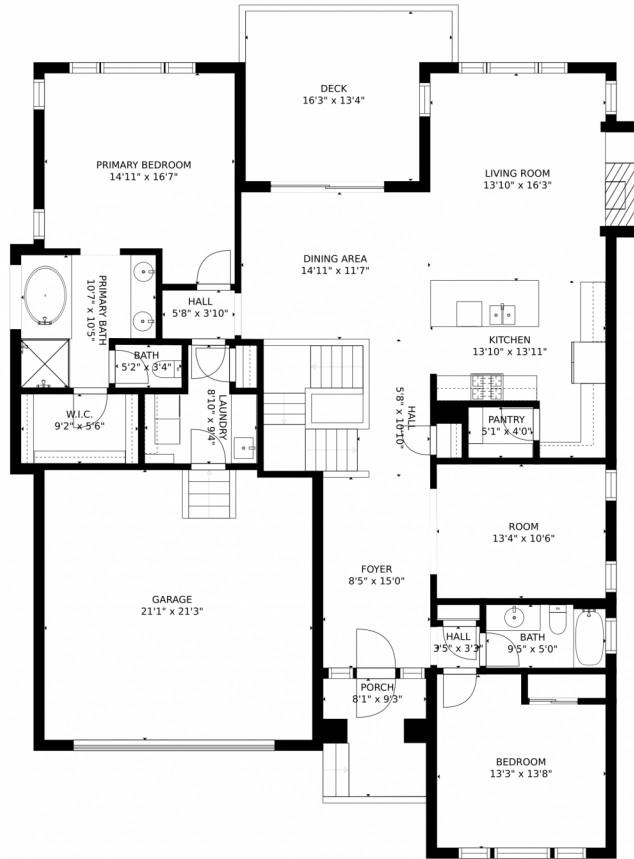 DECK
16'3" x 13'4"
PRIMARY BEDROOM
14'11" x 16'7"
LIVING ROOM
13'10" x 16'3"
DINING AREA
14'11" x 11'7"
PRIMARY BATH
10'7" x 10'5"
HALL
5'8" x 3'10"
KITCHEN
13'10" x 13'11"
BATH
5'2" x 3'4"
W.I.C.
9'2" x 5'6"
LAUNDRY
8'10" x 9'4"
HALL
5'8" x 10'10"
PANTRY
5'1" x 4'0"
ROOM
13'4" x 10'6"
FOYER
8'5" x 15'0"
GARAGE
21'1" x 21'3"
HALL
3'5" x 3'3"
BATH
9'5" x 5'0"
PORCH
8'1" x 9'3"
BEDROOM
13'3" x 13'8"